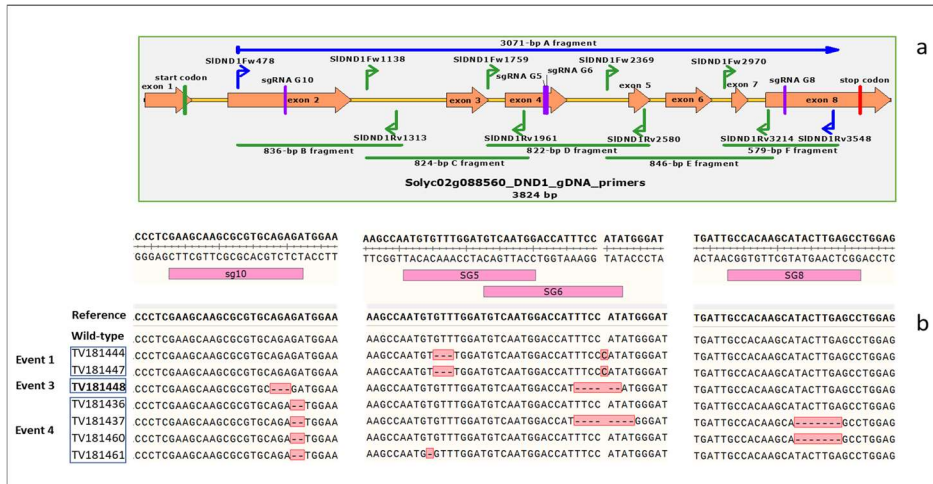 3071-bp A fragment
a
SlDND1Fw478
SlDND1Fw1138
SlDND1Fw1759
SlDND1Fw2369
SlDND1Fw2970
sgRNA G6
exon 1
start codon
sgRNA G10
sgRNA G5
exon 5
exon 7
sgRNA G8
stop codon
exon 2
exon 3
exon 4
exon 6
exon 8
SlDND1Rv1313
SlDND1Rv1961
SlDND1Rv2580
SlDND1Rv3214
SlDND1Rv3548
836-bp B fragment
824-bp C fragment
822-bp D fragment
846-bp E fragment
579-bp F fragment
Solyc02g088560_DND1_gDNA_primers
3824 bp
CCCTCGAAGCAAGCGCGTGCAGAGATGGAA AAGCCAATGTGTTTGGATGTCAATGGACCATTTCC ATATGGGAT TGATTGCCACAAGCATACTTGAGCCTGGAG
GGGAGCTTCGTTCGCGCACGTCTCTACCTT TTCGGTTACACAAACCTACAGTTACCTGGTAAAGG TATACCCTA ACTAACGGTGTTCGTATGAACTCGGACCTC
sg10 SG5 SG8
SG6
Reference .CCCTCGAAGCAAGCGCGTGCAGAGATGGAA AAGCCAATGTGTTTGGATGTCAATGGACCATTTCC ATATGGGAT TGATTGCCACAAGCATACTTGAGCCTGGAG
b
Wild-type .CCCTCGAAGCAAGCGCGTGCAGAGATGGAA AAGCCAATGTGTTTGGATGTCAATGGACCATTTCC ATATGGGAT TGATTGCCACAAGCATACTTGAGCCTGGAG
Event 1
TV181444 .CCCTCGAAGCAAGCGCGTGCAGAGATGGAA AAGCCAATGT---TGGATGTCAATGGACCATTTCCCATATGGGAT TGATTGCCACAAGCATACTTGAGCCTGGAG
TV181447 .CCCTCGAAGCAAGCGCGTGCAGAGATGGAA AAGCCAATGT---TGGATGTCAATGGACCATTTCCCATATGGGAT TGATTGCCACAAGCATACTTGAGCCTGGAG
Event 3 TV181448 .CCCTCGAAGCAAGCGCGTGC---GATGGAA AAGCCAATGTGTTTGGATGTCAATGGACCAT---- --ATGGGAT TGATTGCCACAAGCATACTTGAGCCTGGAG
Event 4
TV181436 .CCCTCGAAGCAAGCGCGTGCAGA--TGGAA AAGCCAATGTGTTTGGATGTCAATGGACCATTTCC ATATGGGAT TGATTGCCACAAGCATACTTGAGCCTGGAG
TV181437 .CCCTCGAAGCAAGCGCGTGCAGA--TGGAA AAGCCAATGTGTTTGGATGTCAATGGACCAT---- ----GGGAT TGATTGCCACAAGCA-------GCCTGGAG
TV181460 .CCCTCGAAGCAAGCGCGTGCAGA--TGGAA AAGCCAATGTGTTTGGATGTCAATGGACCATTTCC ATATGGGAT TGATTGCCACAAGCA-------GCCTGGAG
TV181461 .CCCTCGAAGCAAGCGCGTGCAGA--TGGAA AAGCCAATG-GTTTGGATGTCAATGGACCATTTCC ATATGGGAT TGATTGCCACAAGCATACTTGAGCCTGGAG